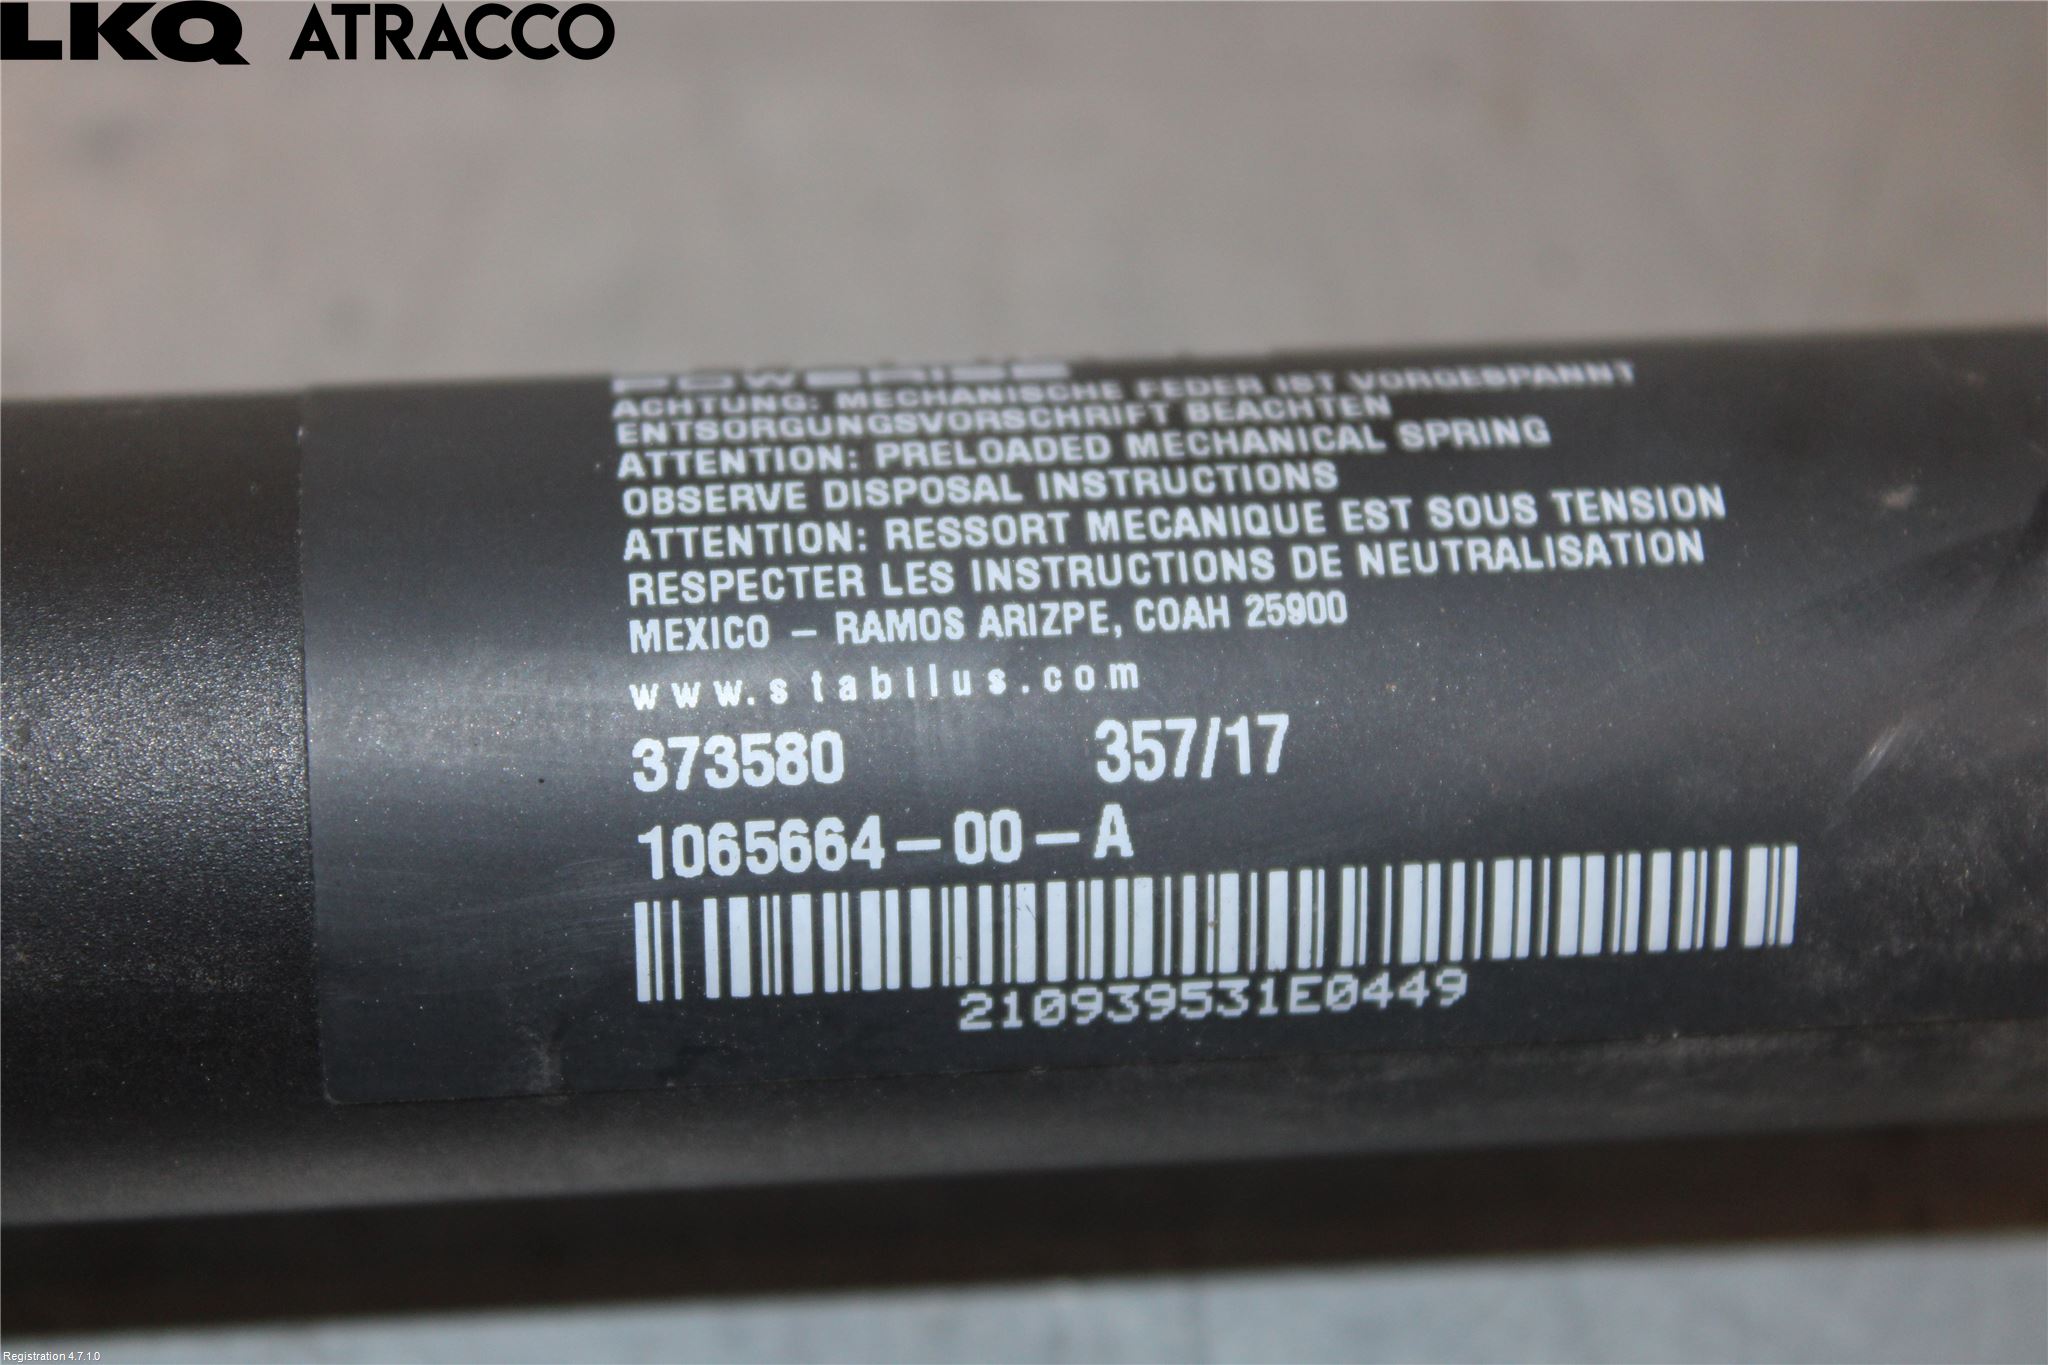 LKQ ATRACCO
POWERISE
ACHTUNG: MECHANISCHE FEDER IST VORGESPANNT
ENTSORGUNGSVORSCHRIFT BEACHTEN
ATTENTION: PRELOADED MECHANICAL SPRING
OBSERVE DISPOSAL INSTRUCTIONS
ATTENTION: RESSORT MECANIQUE EST SOUS TENSION
RESPECTER LES INSTRUCTIONS DE NEUTRALISATION
MEXICO – RAMOS ARIZPE, COAH 25900
www.stabilus.com
373580 357/17
1065664-00-A
210939531E0449
Registration 4.7.1.0